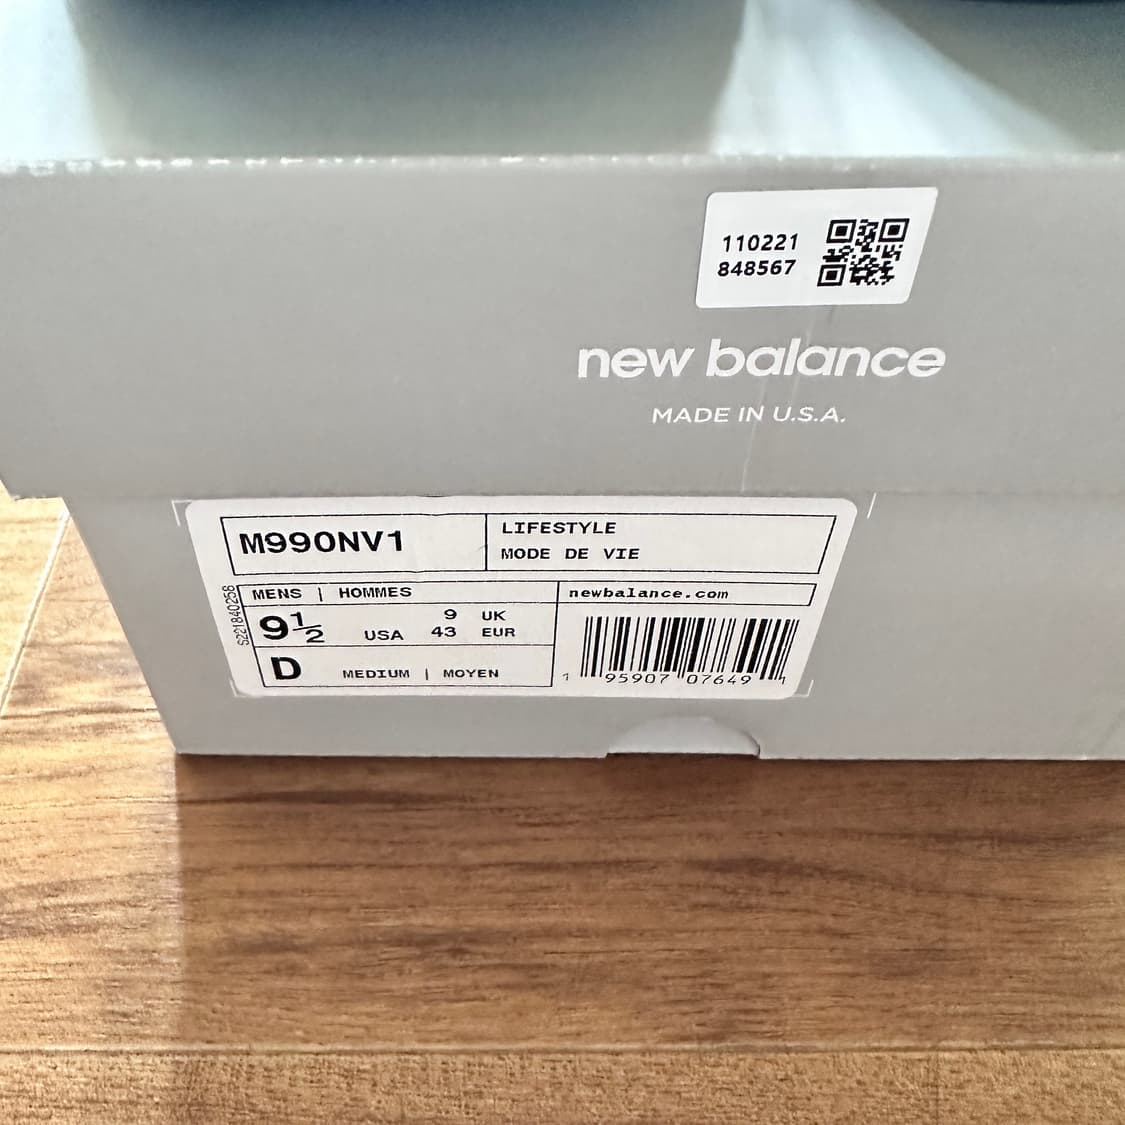 110221
848567
new balance
MADE IN U.S.A.
M990NV1
LIFESTYLE
MODE DE VIE
MENS | HOMMES
newbalance.com
9½ USA
9 UK
43 EUR
D MEDIUM | MOYEN
S221840256
1 95907 07649 1